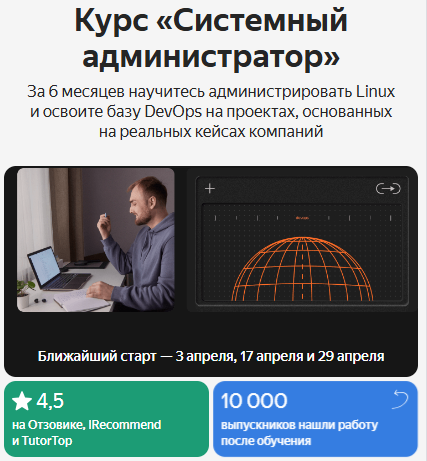 Курс «Системный
администратор»
За 6 месяцев научитесь администрировать Linux
и освоите базу DevOps на проектах, основанных
на реальных кейсах компаний
Ближайший старт — 3 апреля, 17 апреля и 29 апреля
4,5
на Отзовике, IRecommend
и TutorTop
10 000
выпускников нашли работу
после обучения